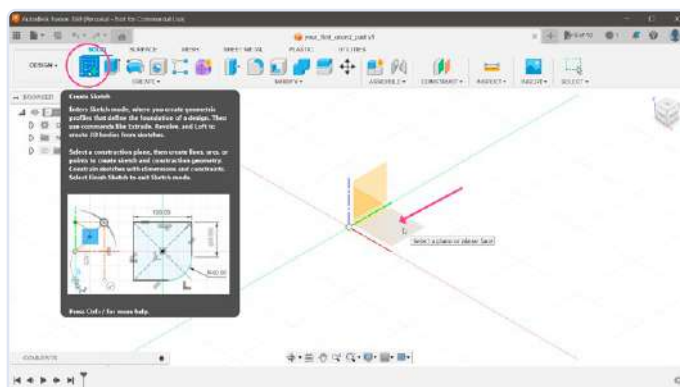 Autodesk Fusion 360 (Personal - Not for Commercial Use)
your_first_union2_part v1
SOLID SURFACE MESH SHEET METAL PLASTIC UTILITIES
DESIGN
CREATE MODIFY ASSEMBLE CONSTRUCT INSPECT INSERT SELECT
BROWSER
Create Sketch
Enters Sketch mode, where you create geometric
profiles that define the foundation of a design. Then
use commands like Extrude, Revolve, and Loft to
create 3D bodies from sketches.
Select a construction plane, then create lines, arcs, or
points to create sketch and construction geometry.
Constrain sketches with dimensions and constraints.
Select Finish Sketch to exit Sketch mode.
Press Ctrl+/ for more help.
Select a plane or planar face
COMMENTS